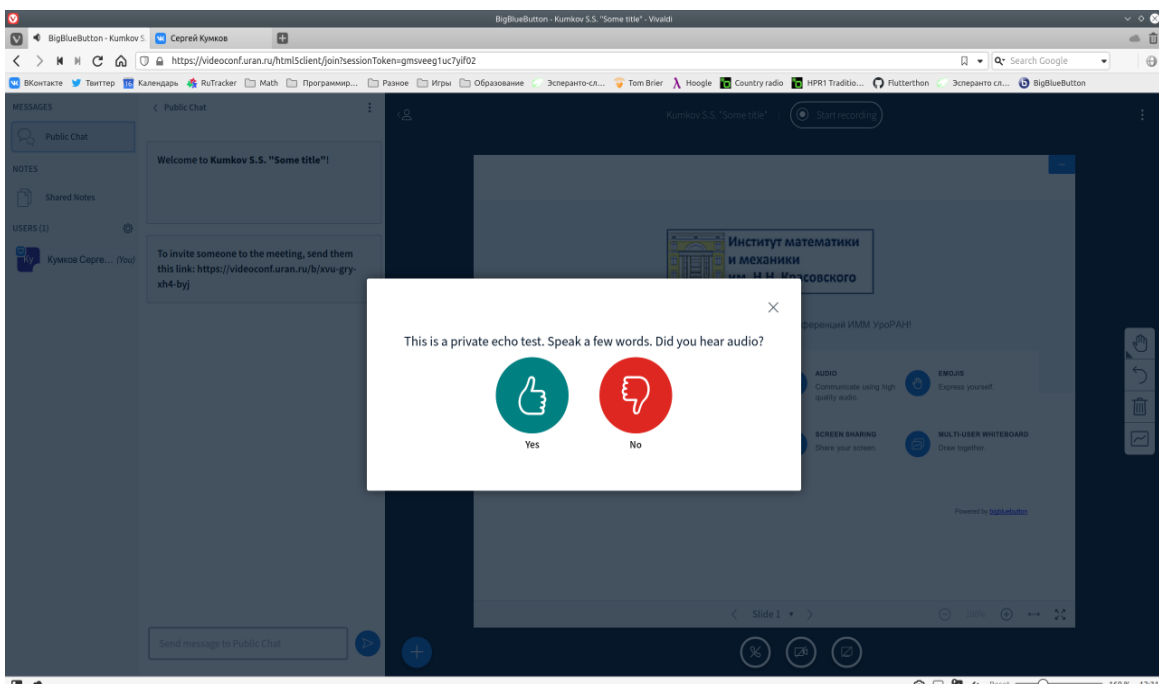 BigBlueButton - Kumkov S.S. "Some title" - Vivaldi
BigBlueButton - Kumkov S.
Сергей Кумков
https://videoconf.uran.ru/html5client/join?sessionToken=gmsveeg1uc7yif02
Search Google
ВКонтакте
Твиттер
Календарь
RuTracker
Math
Программир...
Разное
Игры
Образование
Эсперанто-сл...
Tom Brier
Hoogle
Country radio
HPR1 Traditio...
Flutterthon
Эсперанто сл...
BigBlueButton
MESSAGES
Public Chat
NOTES
Shared Notes
USERS (1)
Ку
Кумков Серге... (You)
Public Chat
Welcome to Kumkov S.S. "Some title"!
To invite someone to the meeting, send them
this link: https://videoconf.uran.ru/b/xvu-gry-
xh4-byj
Send message to Public Chat
Kumkov S.S. "Some title"
Start recording
Институт математики
и механики
им. Н.Н. Красовского
ференций ИММ УроРАН!
AUDIO
Communicate using high
quality audio.
EMOJIS
Express yourself.
SCREEN SHARING
Share your screen.
MULTI-USER WHITEBOARD
Draw together.
Powered by bigbluebutton
Slide 1
100%
This is a private echo test. Speak a few words. Did you hear audio?
Yes
No
Reset